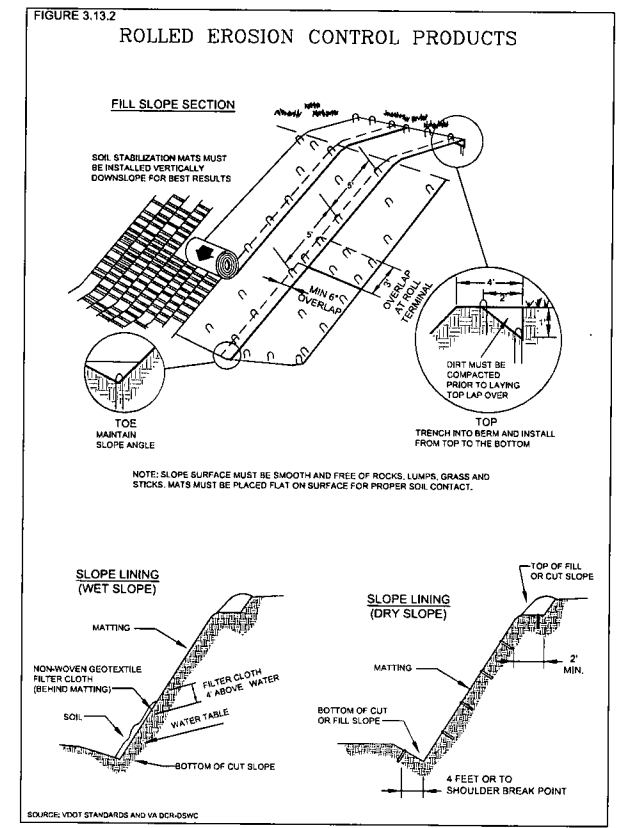 FIGURE 3.13.2
ROLLED EROSION CONTROL PRODUCTS
FILL SLOPE SECTION
SOIL STABILIZATION MATS MUST
BE INSTALLED VERTICALLY
DOWNSLOPE FOR BEST RESULTS
5'
5'
MIN 6"
OVERLAP
3'
OVERLAP
AT ROLL
TERMINAL
4'
2'
1'
DIRT MUST BE
COMPACTED
PRIOR TO LAYING
TOP LAP OVER
TOE
MAINTAIN
SLOPE ANGLE
TOP
TRENCH INTO BERM AND INSTALL
FROM TOP TO THE BOTTOM
NOTE: SLOPE SURFACE MUST BE SMOOTH AND FREE OF ROCKS, LUMPS, GRASS AND
STICKS. MATS MUST BE PLACED FLAT ON SURFACE FOR PROPER SOIL CONTACT.
SLOPE LINING
(WET SLOPE)
MATTING
NON-WOVEN GEOTEXTILE
FILTER CLOTH
(BEHIND MATTING)
SOIL
FILTER CLOTH
4' ABOVE WATER
WATER TABLE
BOTTOM OF CUT SLOPE
SLOPE LINING
(DRY SLOPE)
TOP OF FILL
OR CUT SLOPE
MATTING
2'
MIN.
BOTTOM OF CUT
OR FILL SLOPE
4 FEET OR TO
SHOULDER BREAK POINT
SOURCE: VDOT STANDARDS AND VA DCR-DSWC